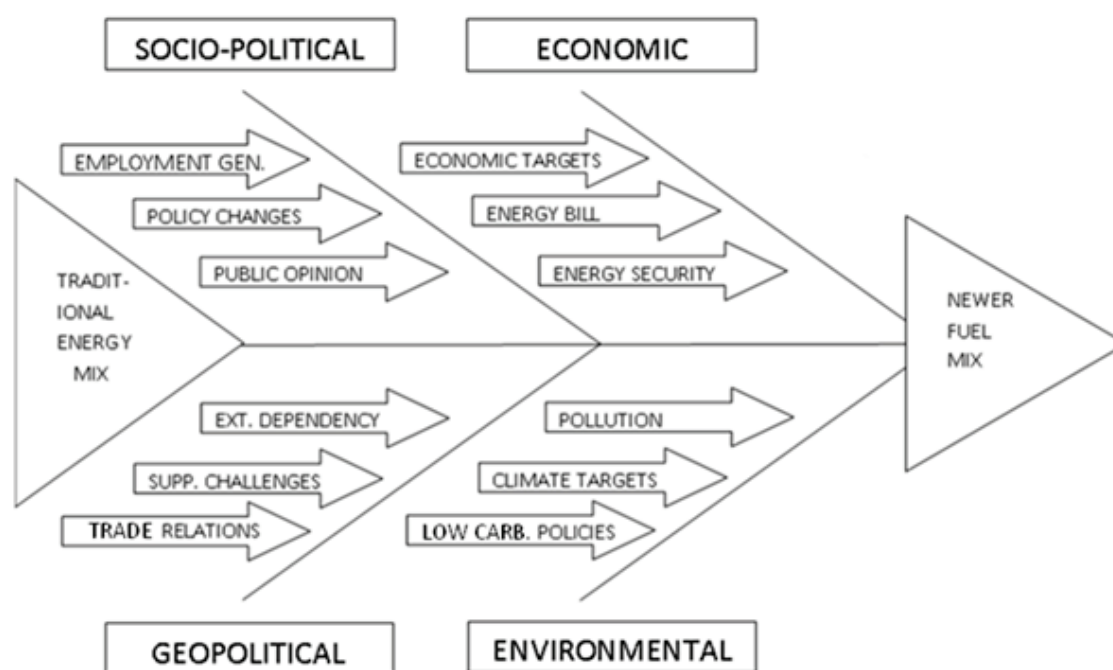 SOCIO-POLITICAL
ECONOMIC
EMPLOYMENT GEN.
POLICY CHANGES
PUBLIC OPINION
ECONOMIC TARGETS
ENERGY BILL
ENERGY SECURITY
TRADIT-
IONAL
ENERGY
MIX
NEWER
FUEL
MIX
EXT. DEPENDENCY
SUPP. CHALLENGES
TRADE RELATIONS
POLLUTION
CLIMATE TARGETS
LOW CARB. POLICIES
GEOPOLITICAL
ENVIRONMENTAL